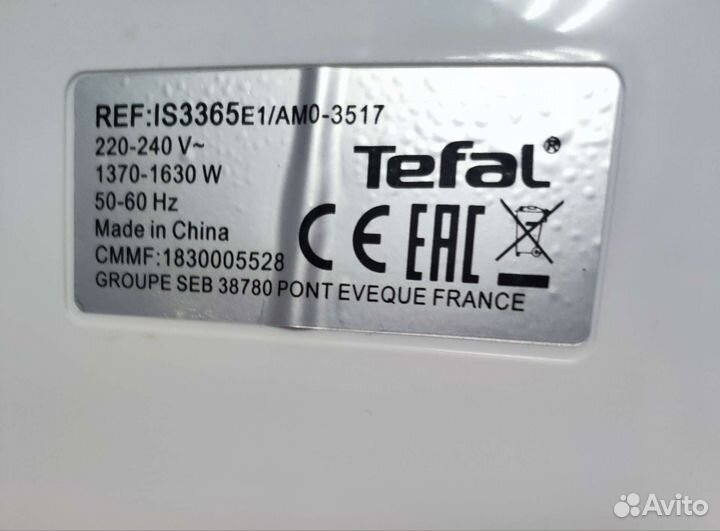 REF:IS3365E1/AM0-3517
220-240 V~
1370-1630 W
50-60 Hz
Made in China
CMMF:1830005528
GROUPE SEB 38780 PONT EVEQUE FRANCE
Tefal®
CE EAC
Avito